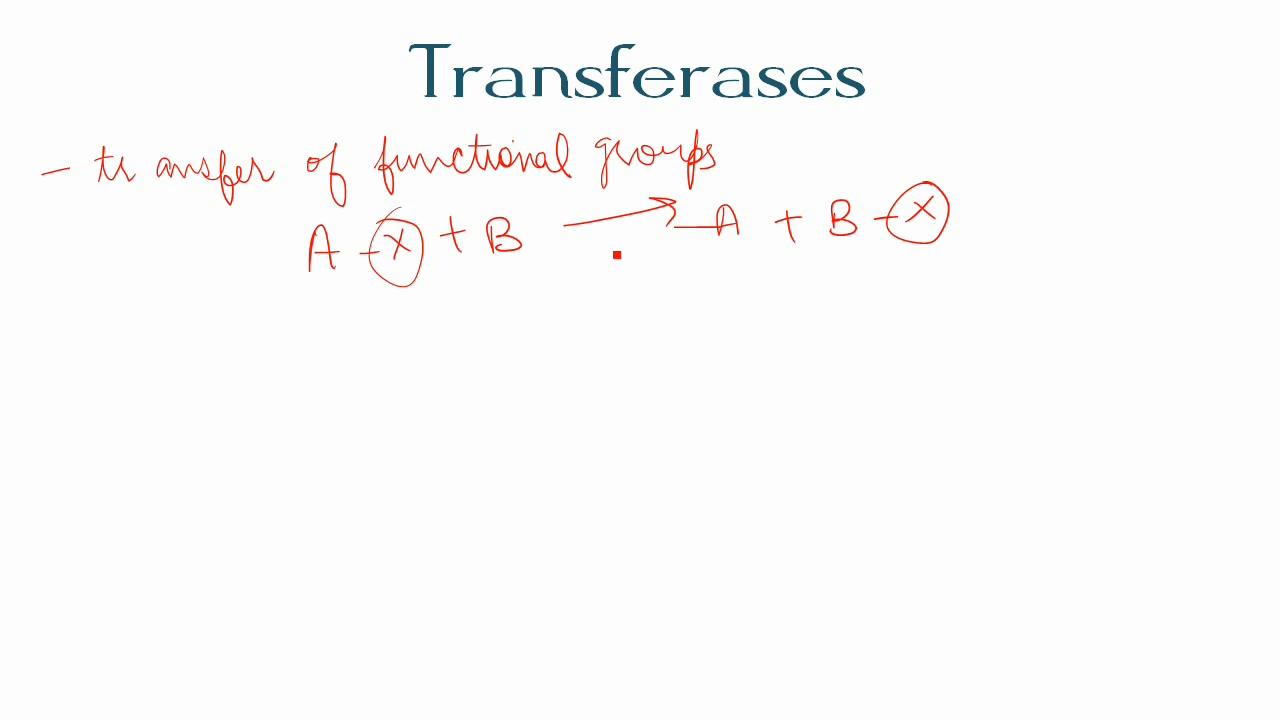 Transferases
- transfer of functional groups
A - X + B → A + B - X